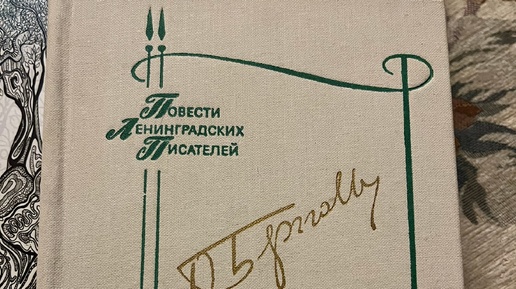 Повести
Ленинградских
Писателей